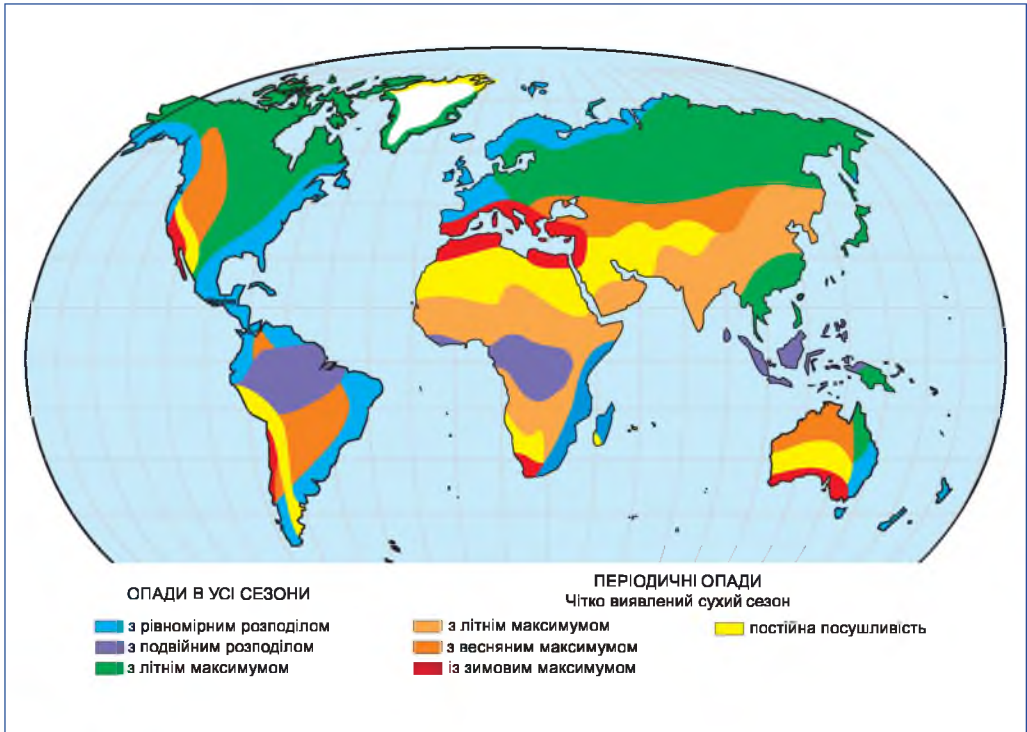 ОПАДИ В УСІ СЕЗОНИ
з рівномірним розподілом
з подвійним розподілом
з літнім максимумом
ПЕРІОДИЧНІ ОПАДИ
Чітко виявлений сухий сезон
з літнім максимумом
з весняним максимумом
із зимовим максимумом
постійна посушливість